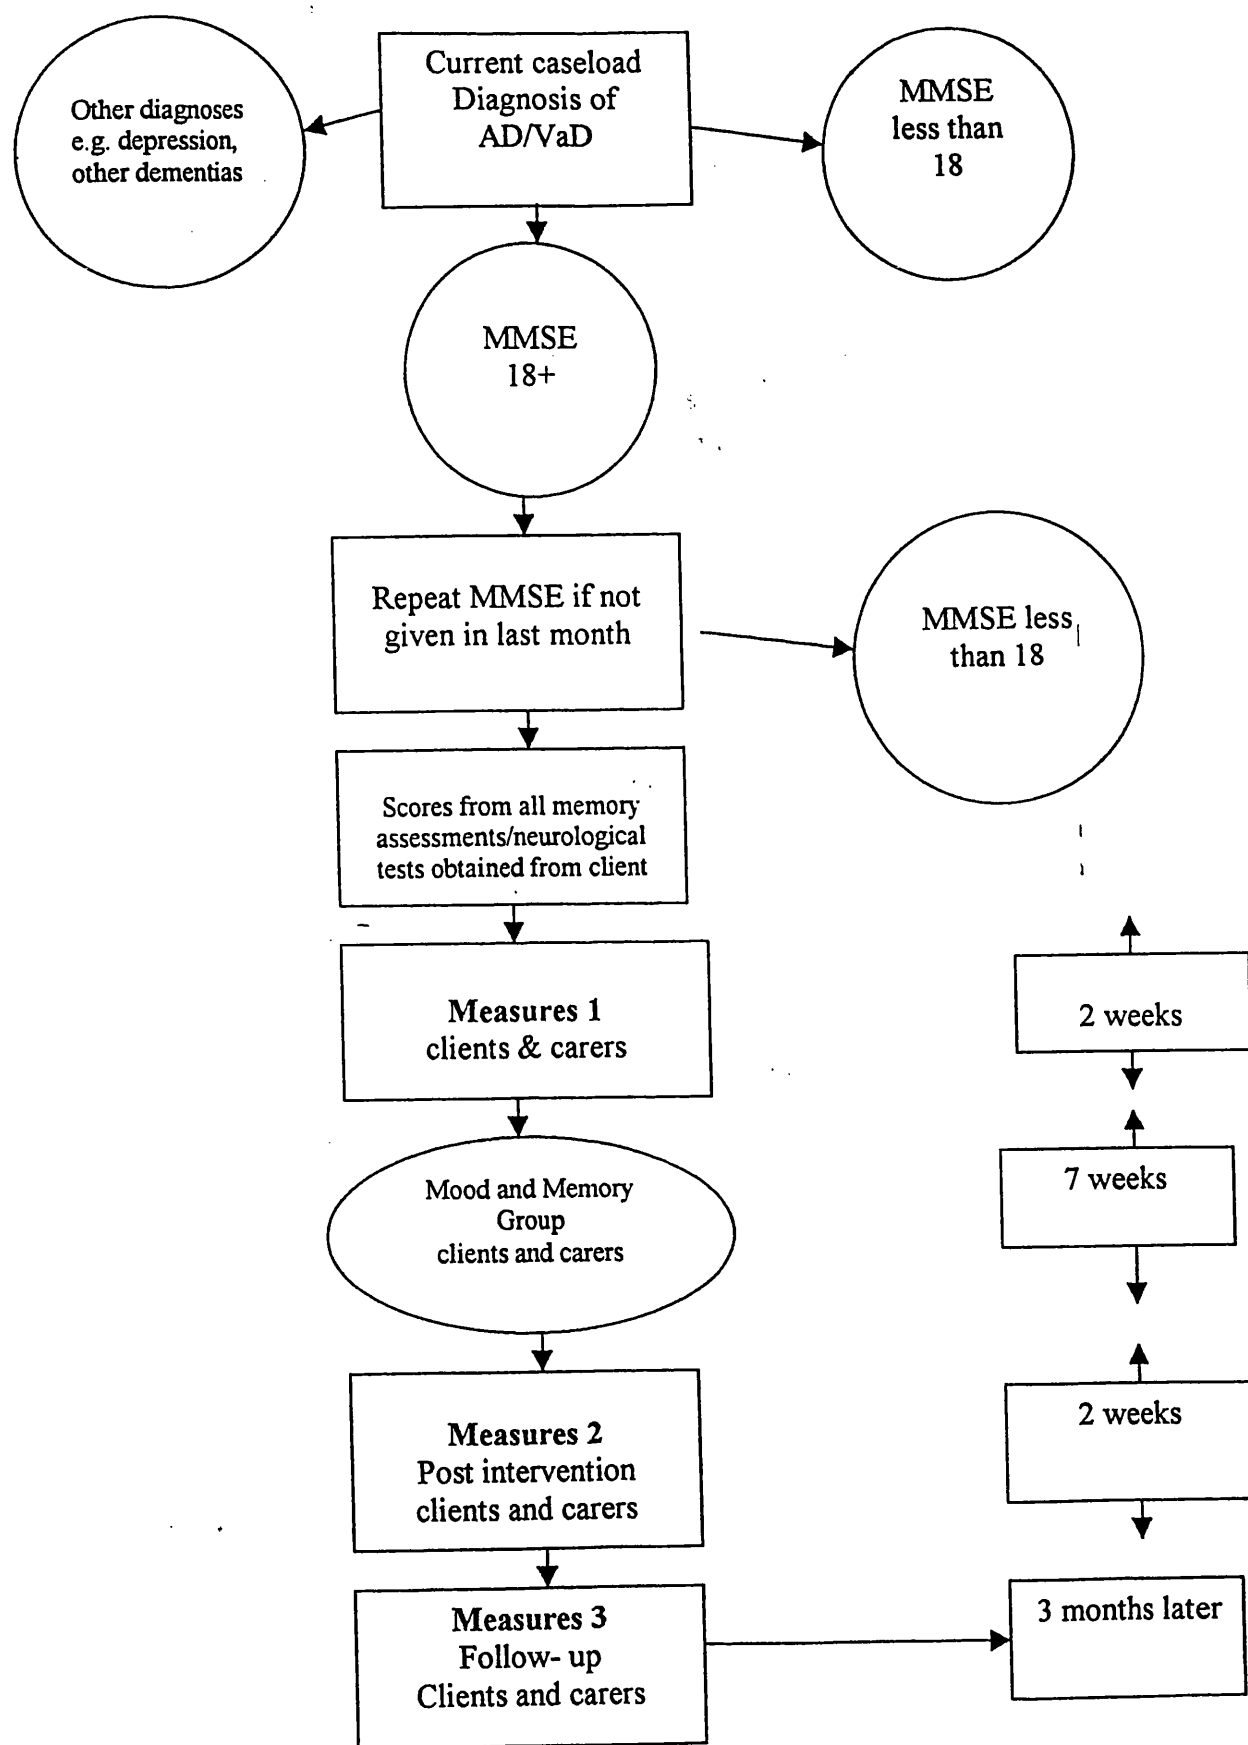 Other diagnoses
e.g. depression,
other dementias
Current caseload
Diagnosis of
AD/VaD
MMSE
less than
18
MMSE
18+
Repeat MMSE if not
given in last month
MMSE less
than 18
Scores from all memory
assessments/neurological
tests obtained from client
Measures 1
clients & carers
2 weeks
Mood and Memory
Group
clients and carers
7 weeks
Measures 2
Post intervention
clients and carers
2 weeks
Measures 3
Follow- up
Clients and carers
3 months later